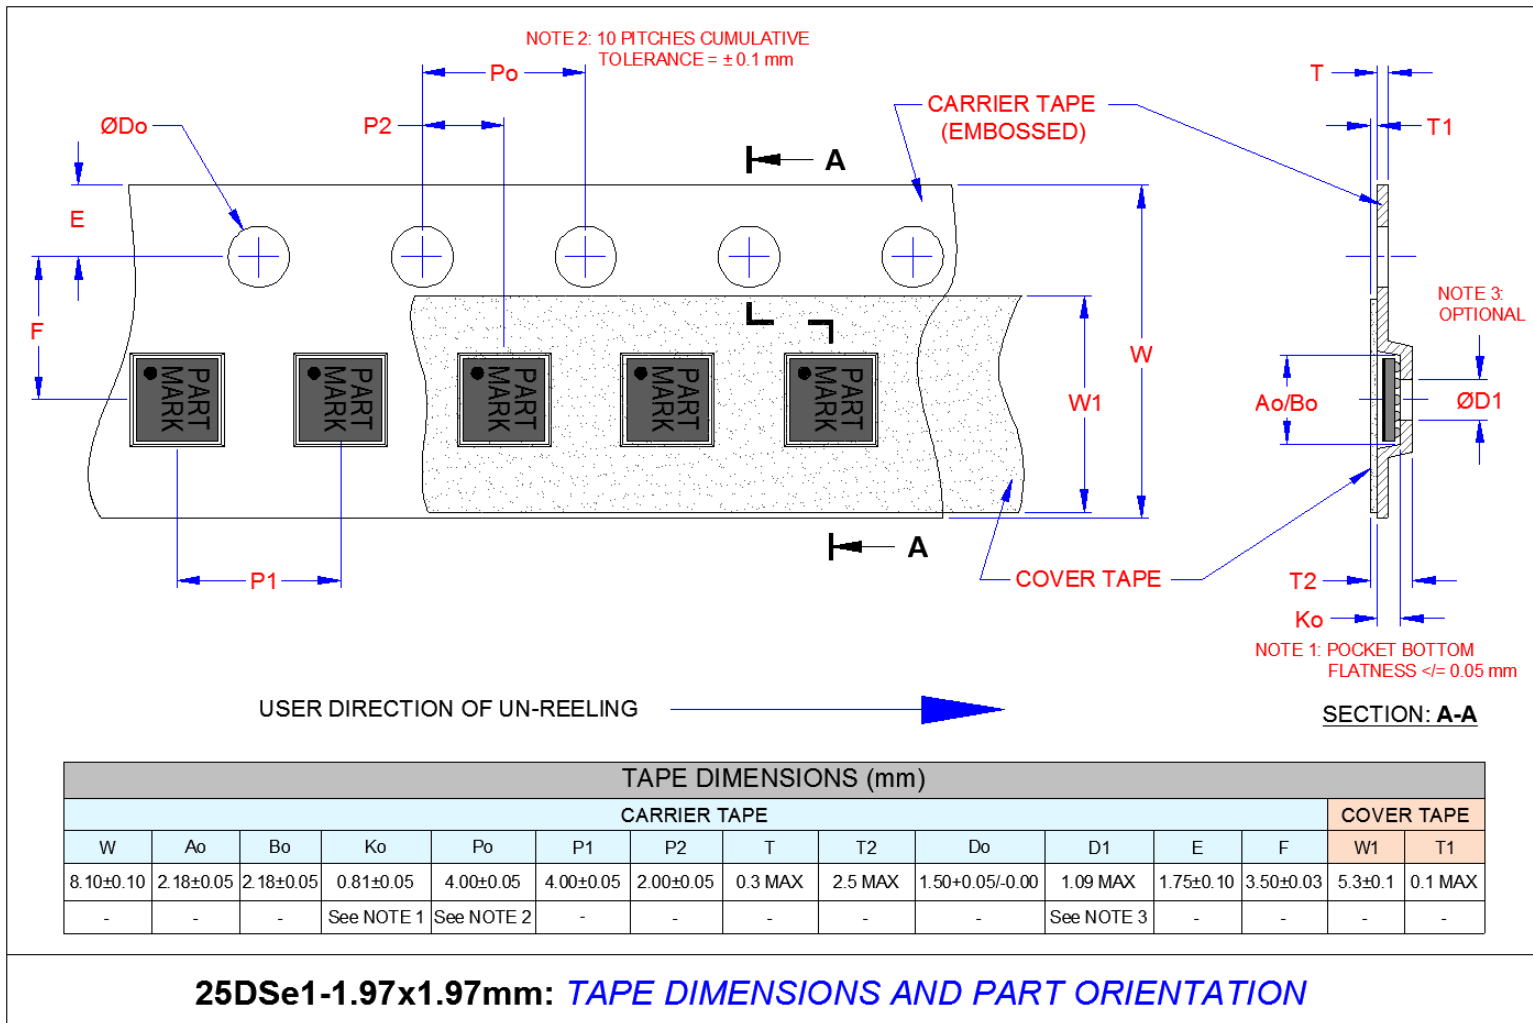 NOTE 2: 10 PITCHES CUMULATIVE
TOLERANCE = ± 0.1 mm
Po
T
ØDo
P2
CARRIER TAPE
(EMBOSSED)
T1
A
E
NOTE 3:
OPTIONAL
F
W
PART
MARK
PART
MARK
PART
MARK
PART
MARK
PART
MARK
W1
Ao/Bo
ØD1
A
P1
COVER TAPE
T2
Ko
NOTE 1: POCKET BOTTOM
FLATNESS </= 0.05 mm
USER DIRECTION OF UN-REELING
SECTION: A-A
TAPE DIMENSIONS (mm)
CARRIER TAPE COVER TAPE
W Ao Bo Ko Po P1 P2 T T2 Do D1 E F W1 T1
8.10±0.10 2.18±0.05 2.18±0.05 0.81±0.05 4.00±0.05 4.00±0.05 2.00±0.05 0.3 MAX 2.5 MAX 1.50+0.05/-0.00 1.09 MAX 1.75±0.10 3.50±0.03 5.3±0.1 0.1 MAX
- - - See NOTE 1 See NOTE 2 - - - - - See NOTE 3 - - - -
25DSe1-1.97x1.97mm: TAPE DIMENSIONS AND PART ORIENTATION